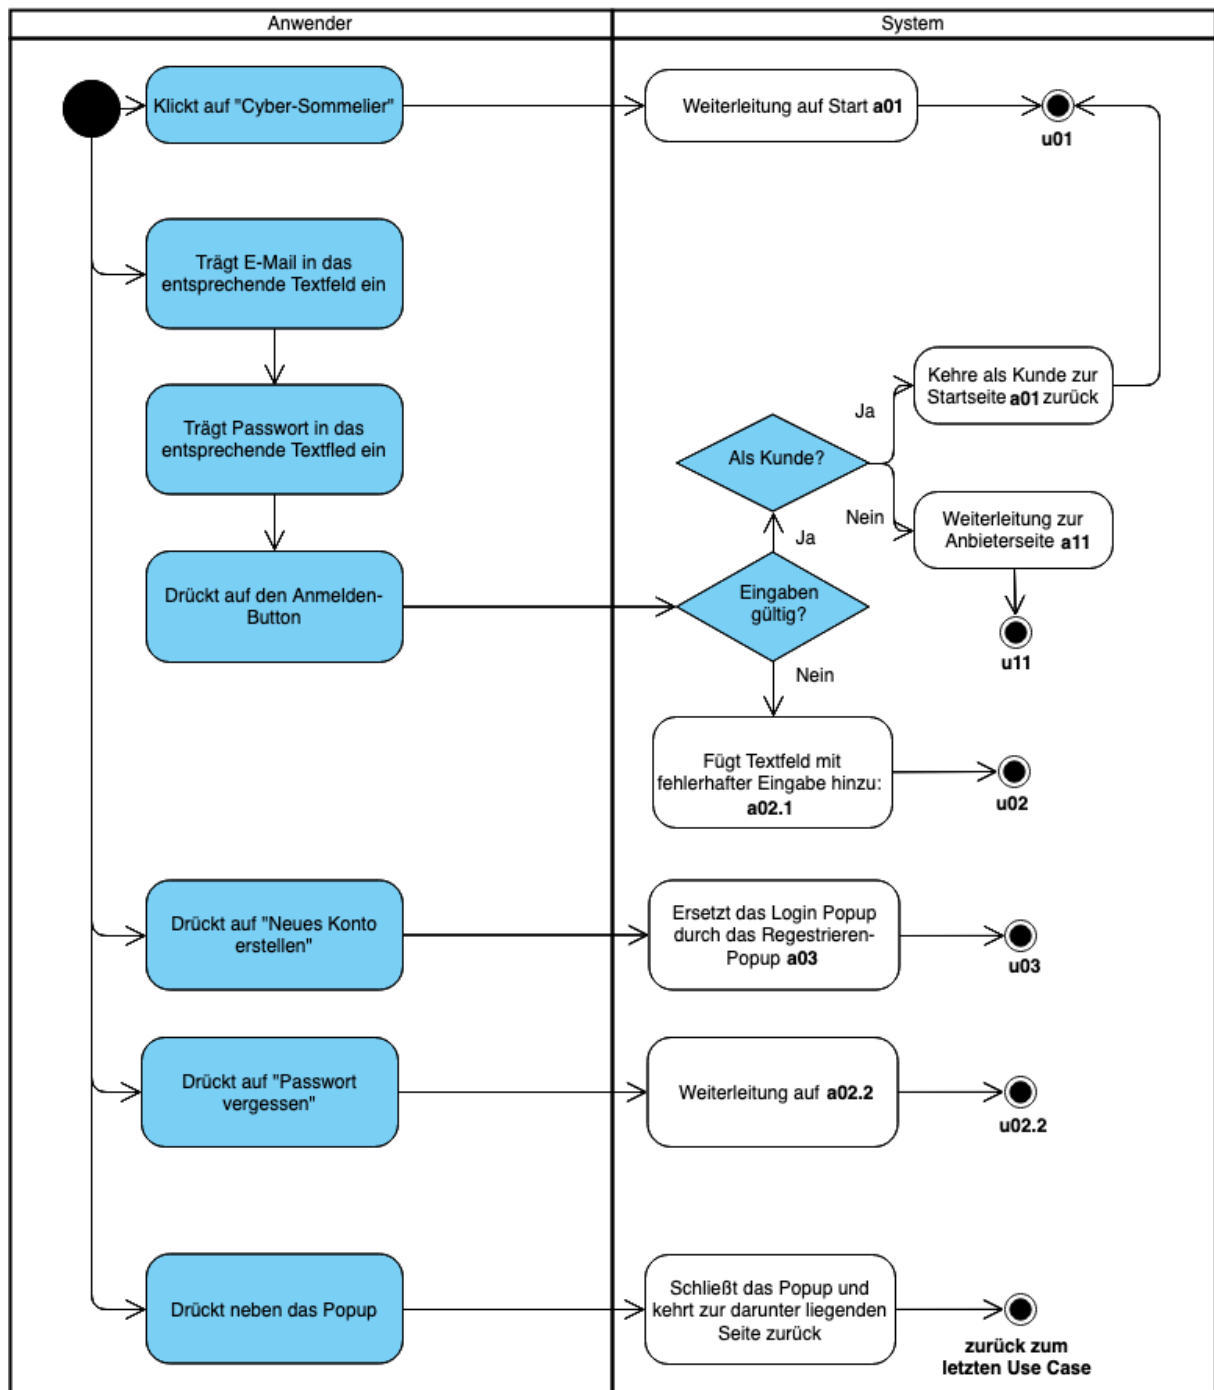 Anwender
System
Klickt auf "Cyber-Sommelier"
Weiterleitung auf Start a01
u01
Trägt E-Mail in das
entsprechende Textfeld ein
Kehre als Kunde zur
Startseite a01 zurück
Trägt Passwort in das
entsprechende Textfled ein
Ja
Als Kunde?
Nein
Weiterleitung zur
Anbieterseite a11
Ja
Drückt auf den Anmelden-
Button
Eingaben
gültig?
u11
Nein
Fügt Textfeld mit
fehlerhafter Eingabe hinzu:
a02.1
u02
Drückt auf "Neues Konto
erstellen"
Ersetzt das Login Popup
durch das Regestrieren-
Popup a03
u03
Drückt auf "Passwort
vergessen"
Weiterleitung auf a02.2
u02.2
Drückt neben das Popup
Schließt das Popup und
kehrt zur darunter liegenden
Seite zurück
zurück zum
letzten Use Case